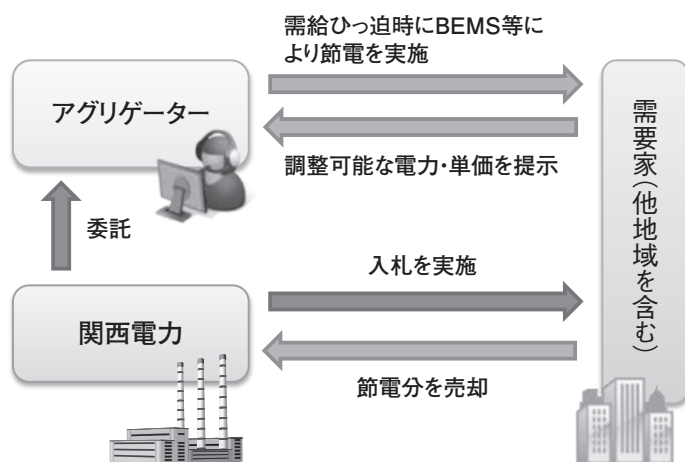 需給ひっ迫時にBEMS等に
より節電を実施
アグリゲーター
調整可能な電力・単価を提示
委託
入札を実施
関西電力
節電分を売却
需要家(他地域を含む)